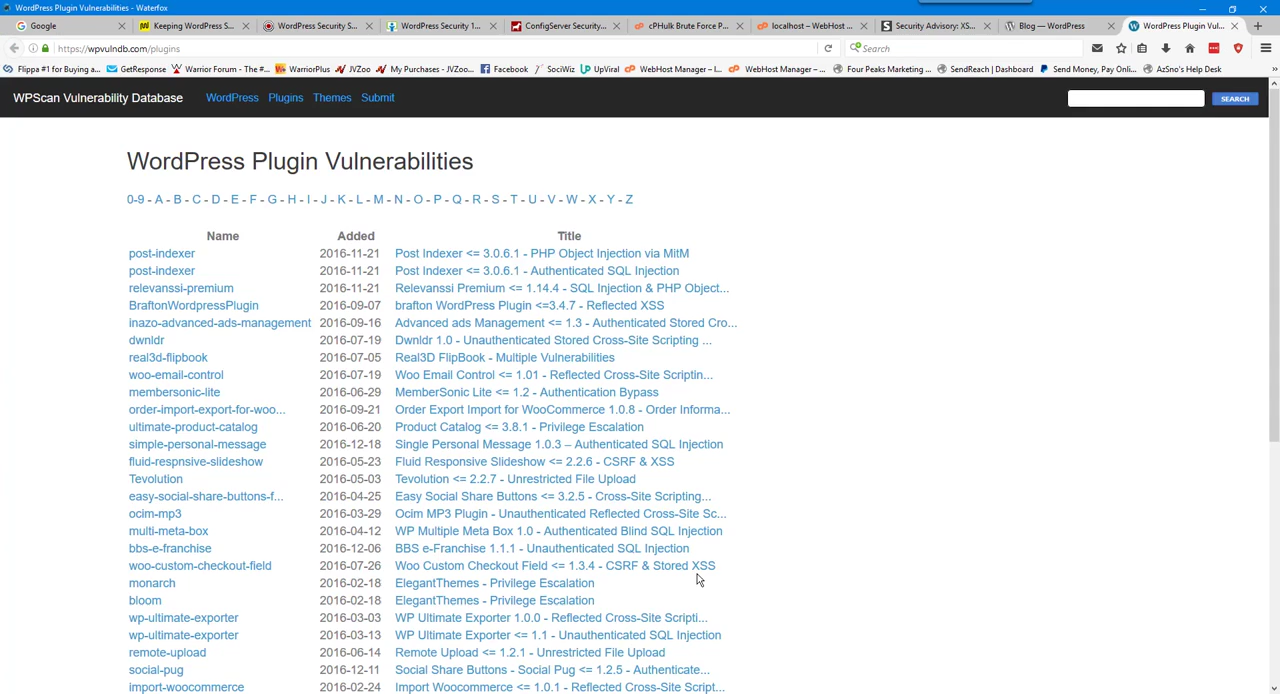 WordPress Plugin Vulnerabilities - Waterfox
Google
Keeping WordPress S...
WordPress Security S...
WordPress Security 1...
ConfigServer Security...
cPHulk Brute Force P...
localhost – WebHost ...
Security Advisory: XS...
Blog — WordPress
WordPress Plugin Vul...
https://wpvulndb.com/plugins
Search
Flippa #1 for Buying a...
GetResponse
Warrior Forum - The #...
WarriorPlus
JVZoo
My Purchases - JVZoo...
Facebook
SociWiz
UpViral
WebHost Manager – l...
WebHost Manager – ...
Four Peaks Marketing ...
SendReach | Dashboard
Send Money, Pay Onli...
AzSno's Help Desk
WPScan Vulnerability Database
WordPress Plugins Themes Submit
SEARCH
WordPress Plugin Vulnerabilities
0-9 - A - B - C - D - E - F - G - H - I - J - K - L - M - N - O - P - Q - R - S - T - U - V - W - X - Y - Z
Name Added Title
post-indexer 2016-11-21 Post Indexer <= 3.0.6.1 - PHP Object Injection via MitM
post-indexer 2016-11-21 Post Indexer <= 3.0.6.1 - Authenticated SQL Injection
relevanssi-premium 2016-11-21 Relevanssi Premium <= 1.14.4 - SQL Injection & PHP Object...
BraftonWordpressPlugin 2016-09-07 brafton WordPress Plugin <=3.4.7 - Reflected XSS
inazo-advanced-ads-management 2016-09-16 Advanced ads Management <= 1.3 - Authenticated Stored Cro...
dwnldr 2016-07-19 Dwnldr 1.0 - Unauthenticated Stored Cross-Site Scripting ...
real3d-flipbook 2016-07-05 Real3D FlipBook - Multiple Vulnerabilities
woo-email-control 2016-07-19 Woo Email Control <= 1.01 - Reflected Cross-Site Scriptin...
membersonic-lite 2016-06-29 MemberSonic Lite <= 1.2 - Authentication Bypass
order-import-export-for-woo... 2016-09-21 Order Export Import for WooCommerce 1.0.8 - Order Informa...
ultimate-product-catalog 2016-06-20 Product Catalog <= 3.8.1 - Privilege Escalation
simple-personal-message 2016-12-18 Single Personal Message 1.0.3 – Authenticated SQL Injection
fluid-respnsive-slideshow 2016-05-23 Fluid Responsive Slideshow <= 2.2.6 - CSRF & XSS
Tevolution 2016-05-03 Tevolution <= 2.2.7 - Unrestricted File Upload
easy-social-share-buttons-f... 2016-04-25 Easy Social Share Buttons <= 3.2.5 - Cross-Site Scripting...
ocim-mp3 2016-03-29 Ocim MP3 Plugin - Unauthenticated Reflected Cross-Site Sc...
multi-meta-box 2016-04-12 WP Multiple Meta Box 1.0 - Authenticated Blind SQL Injection
bbs-e-franchise 2016-12-06 BBS e-Franchise 1.1.1 - Unauthenticated SQL Injection
woo-custom-checkout-field 2016-07-26 Woo Custom Checkout Field <= 1.3.4 - CSRF & Stored XSS
monarch 2016-02-18 ElegantThemes - Privilege Escalation
bloom 2016-02-18 ElegantThemes - Privilege Escalation
wp-ultimate-exporter 2016-03-03 WP Ultimate Exporter 1.0.0 - Reflected Cross-Site Scripti...
wp-ultimate-exporter 2016-03-13 WP Ultimate Exporter <= 1.1 - Unauthenticated SQL Injection
remote-upload 2016-06-14 Remote Upload <= 1.2.1 - Unrestricted File Upload
social-pug 2016-12-11 Social Share Buttons - Social Pug <= 1.2.5 - Authenticate...
import-woocommerce 2016-02-24 Import Woocommerce <= 1.0.1 - Reflected Cross-Site Script...